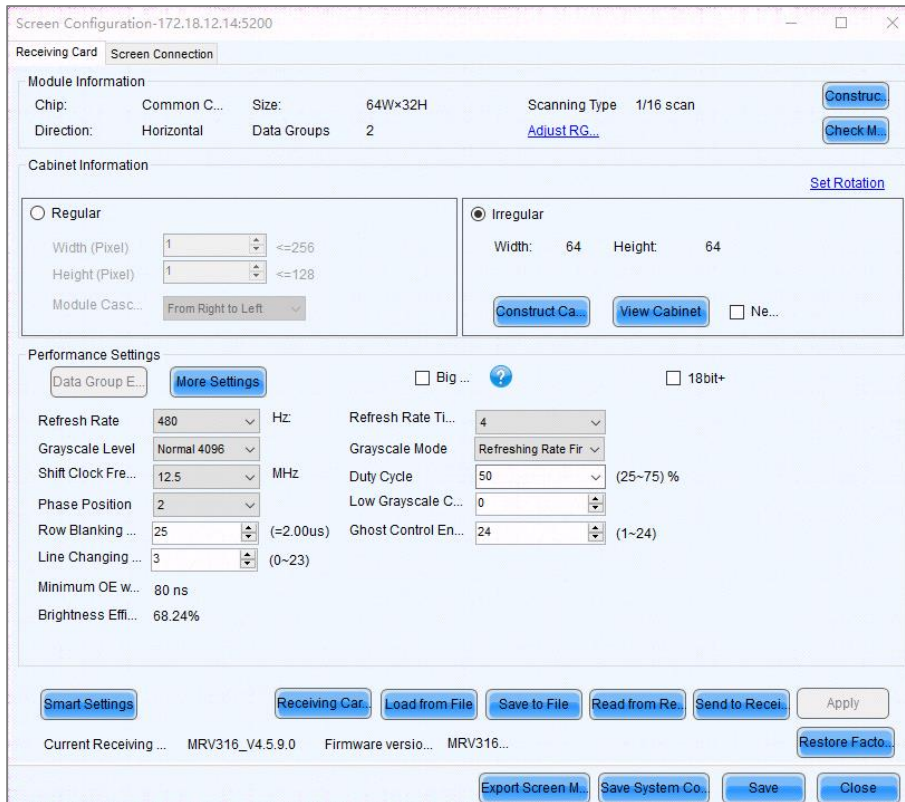 Screen Configuration-172.18.12.14:5200
Receiving Card Screen Connection
Module Information
Chip: Common C... Size: 64W×32H Scanning Type 1/16 scan Construc...
Direction: Horizontal Data Groups 2 Adjust RG... Check M...
Cabinet Information
Set Rotation
Regular Irregular
Width (Pixel) 1 <=256 Width: 64 Height: 64
Height (Pixel) 1 <=128
Module Casc... From Right to Left Construct Ca... View Cabinet Ne...
Performance Settings
Data Group E... More Settings Big ... ? 18bit+
Refresh Rate 480 Hz: Refresh Rate Ti... 4
Grayscale Level Normal 4096 Grayscale Mode Refreshing Rate Fir
Shift Clock Fre... 12.5 MHz Duty Cycle 50 (25~75) %
Phase Position 2 Low Grayscale C... 0
Row Blanking ... 25 (=2.00us) Ghost Control En... 24 (1~24)
Line Changing ... 3 (0~23)
Minimum OE w... 80 ns
Brightness Effi... 68.24%
Smart Settings Receiving Car... Load from File Save to File Read from Re... Send to Recei... Apply
Current Receiving ... MRV316_V4.5.9.0 Firmware versio... MRV316... Restore Facto...
Export Screen M... Save System Co... Save Close